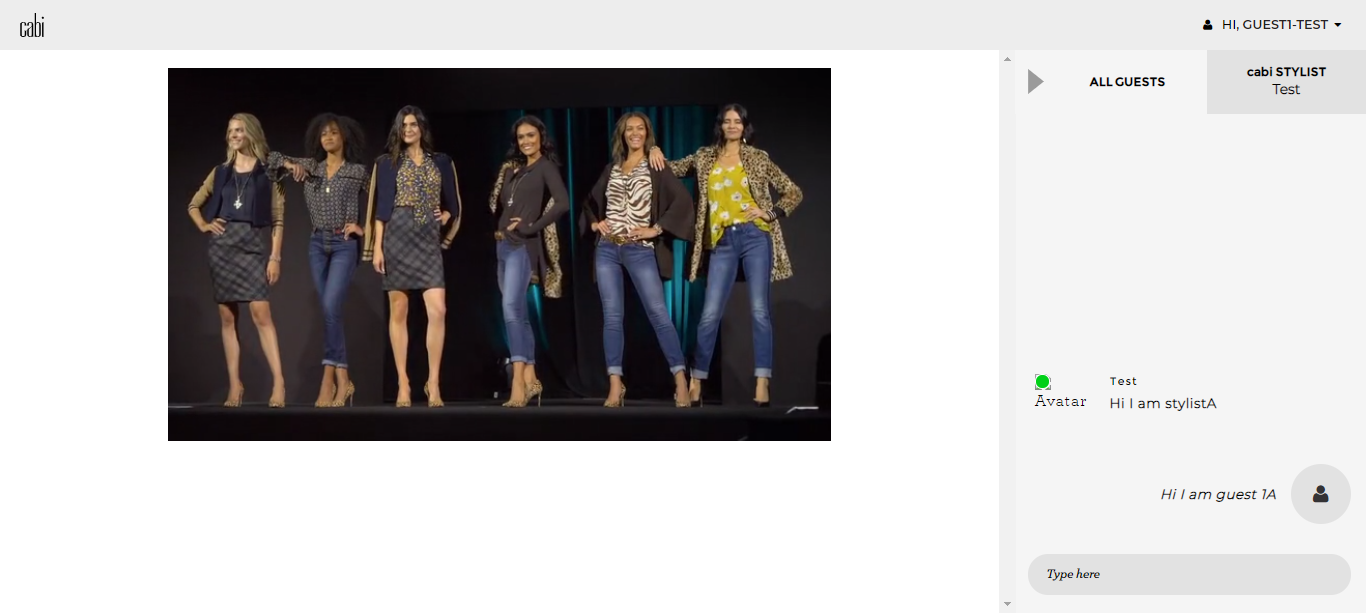 cabi
HI, GUEST1-TEST
ALL GUESTS
cabi STYLIST
Test
Test
Avatar
Hi I am stylistA
Hi I am guest 1A
Type here